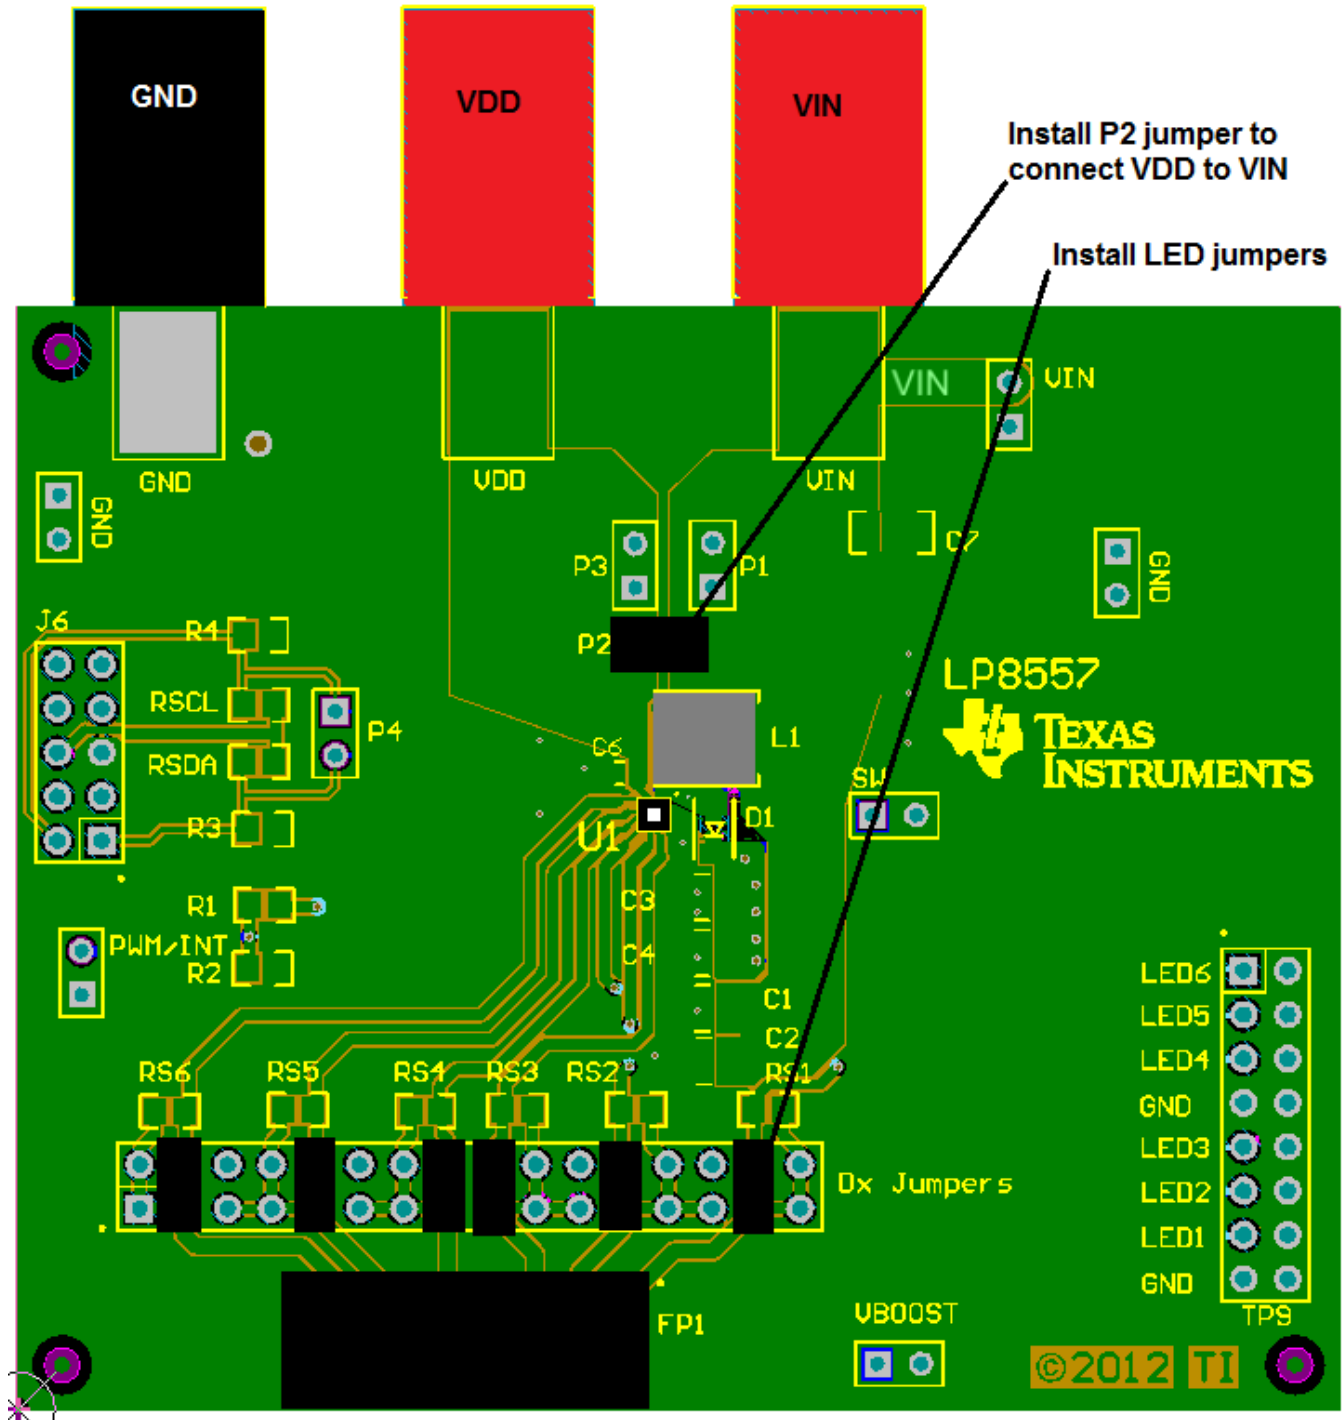 GND
VDD
VIN
Install P2 jumper to
connect VDD to VIN
Install LED jumpers
VIN
VIN
GND
VDD
VIN
GND
P3
P1
C7
GND
J6
R4
P2
LP8557
RSCL
P4
L1
TEXAS
INSTRUMENTS
C6
RSDA
SW
R3
U1
D1
R1
C3
PWM/INT
C4
R2
LED6
C1
LED5
C2
LED4
RS6
RS5
RS4
RS3
RS2
RS1
GND
LED3
Dx Jumpers
LED2
LED1
GND
VBOOST
TP9
FP1
©2012 TI